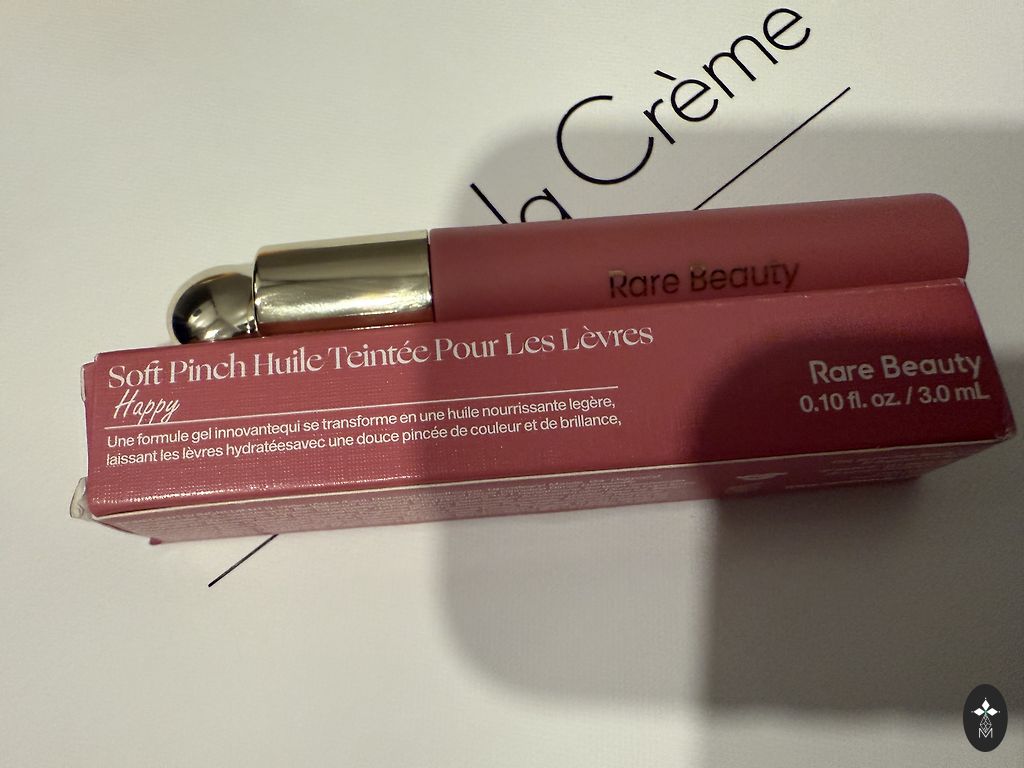 la Crème
Rare Beauty
Soft Pinch Huile Teintée Pour Les Lèvres
Happy
Une formule gel innovantequi se transforme en une huile nourrissante legère,
laissant les lèvres hydratéesavec une douce pincée de couleur et de brillance,
Rare Beauty
0.10 fl. oz. / 3.0 mL
M